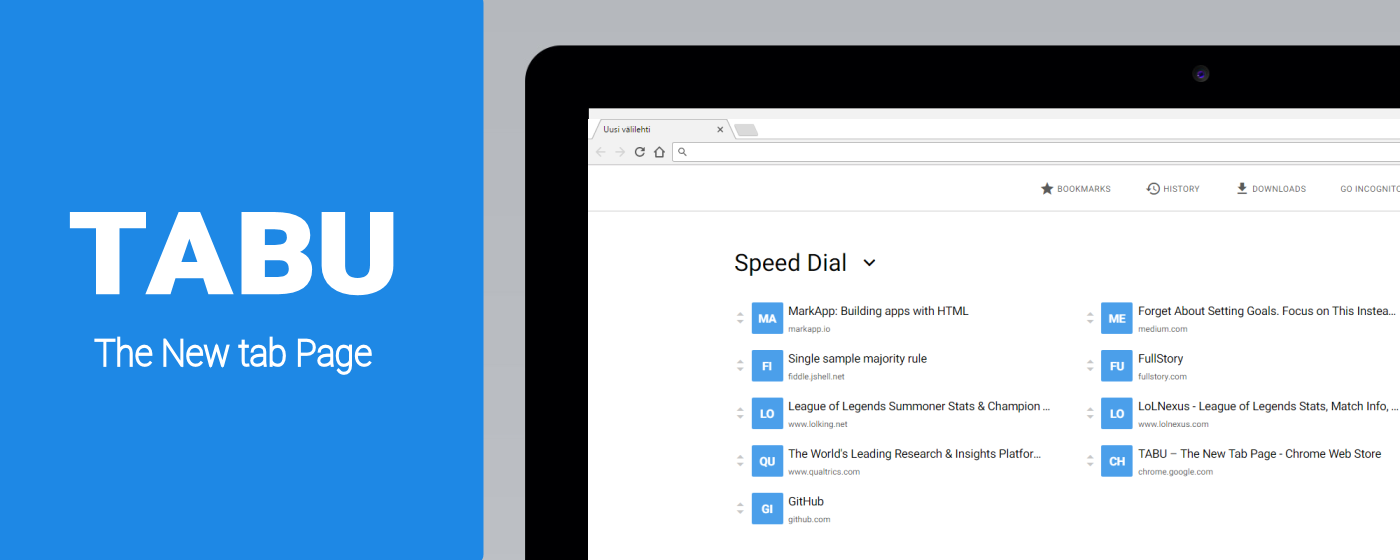 TABU
The New tab Page
Uusi välilehti
BOOKMARKS
HISTORY
DOWNLOADS
GO INCOGNITO
Speed Dial
MA
MarkApp: Building apps with HTML
markapp.io
ME
Forget About Setting Goals. Focus on This Instea...
medium.com
FI
Single sample majority rule
fiddle.jshell.net
FU
FullStory
fullstory.com
LO
League of Legends Summoner Stats & Champion ...
www.lolking.net
LO
LoLNexus - League of Legends Stats, Match Info, ...
www.lolnexus.com
QU
The World's Leading Research & Insights Platfor...
www.qualtrics.com
CH
TABU – The New Tab Page - Chrome Web Store
chrome.google.com
GI
GitHub
github.com